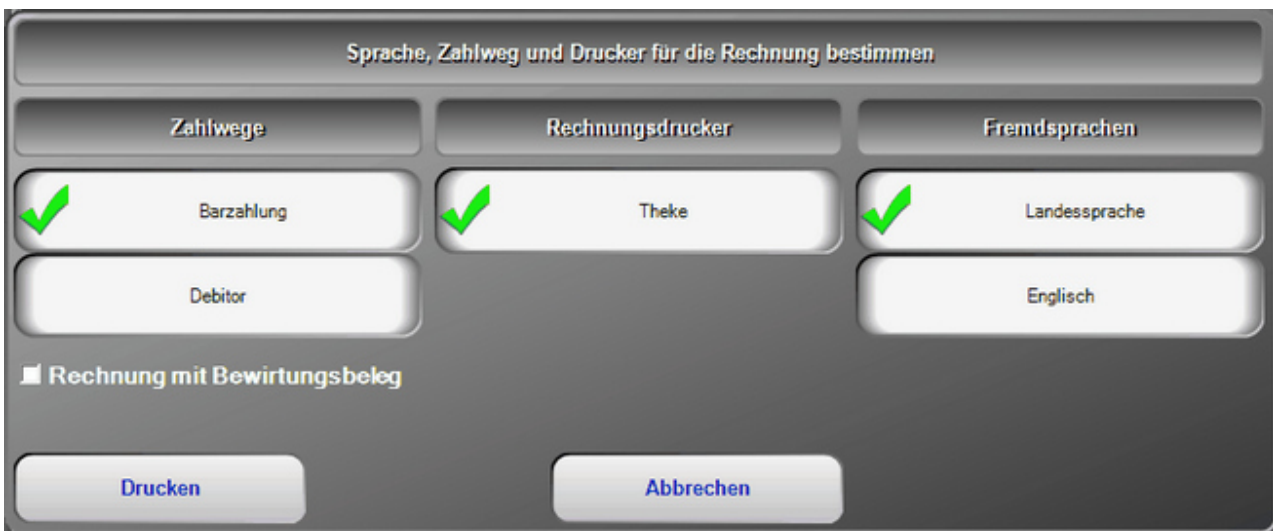 Sprache, Zahlweg und Drucker für die Rechnung bestimmen
Zahlwege
Rechnungsdrucker
Fremdsprachen
Barzahlung
Theke
Landessprache
Debitor
Englisch
Rechnung mit Bewirtungsbeleg
Drucken
Abbrechen